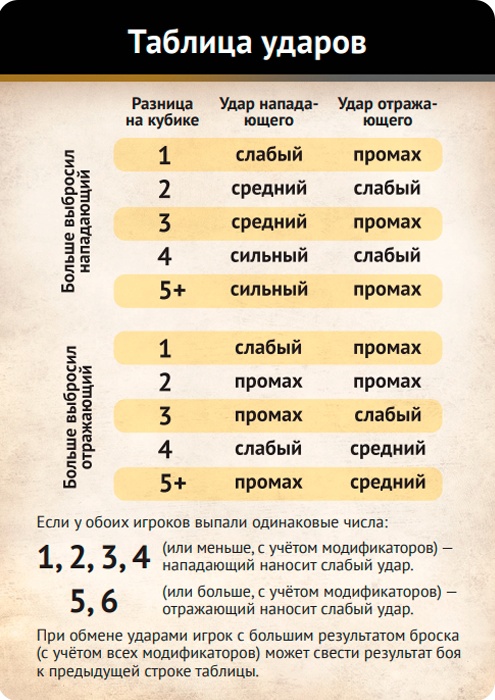 Таблица ударов
Разница на кубике Удар напада-ющего Удар отража-ющего
Больше выбросил нападающий
1 слабый промах
2 средний слабый
3 средний промах
4 сильный слабый
5+ сильный промах
Больше выбросил отражающий
1 слабый промах
2 промах промах
3 промах слабый
4 слабый средний
5+ промах средний
Если у обоих игроков выпали одинаковые числа:
1, 2, 3, 4 (или меньше, с учётом модификаторов) —
нападающий наносит слабый удар.
5, 6 (или больше, с учётом модификаторов) —
отражающий наносит слабый удар.
При обмене ударами игрок с большим результатом броска
(с учётом всех модификаторов) может свести результат боя
к предыдущей строке таблицы.